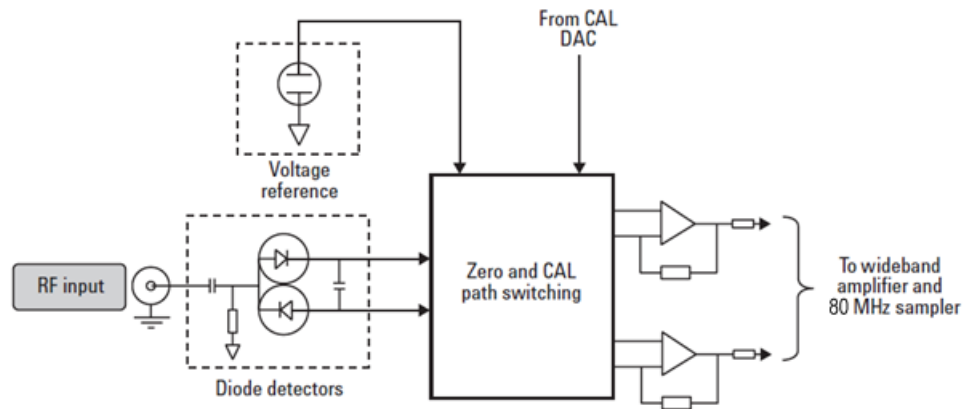 From CAL
DAC
Voltage
reference
RF input
Zero and CAL
path switching
To wideband
amplifier and
80 MHz sampler
Diode detectors